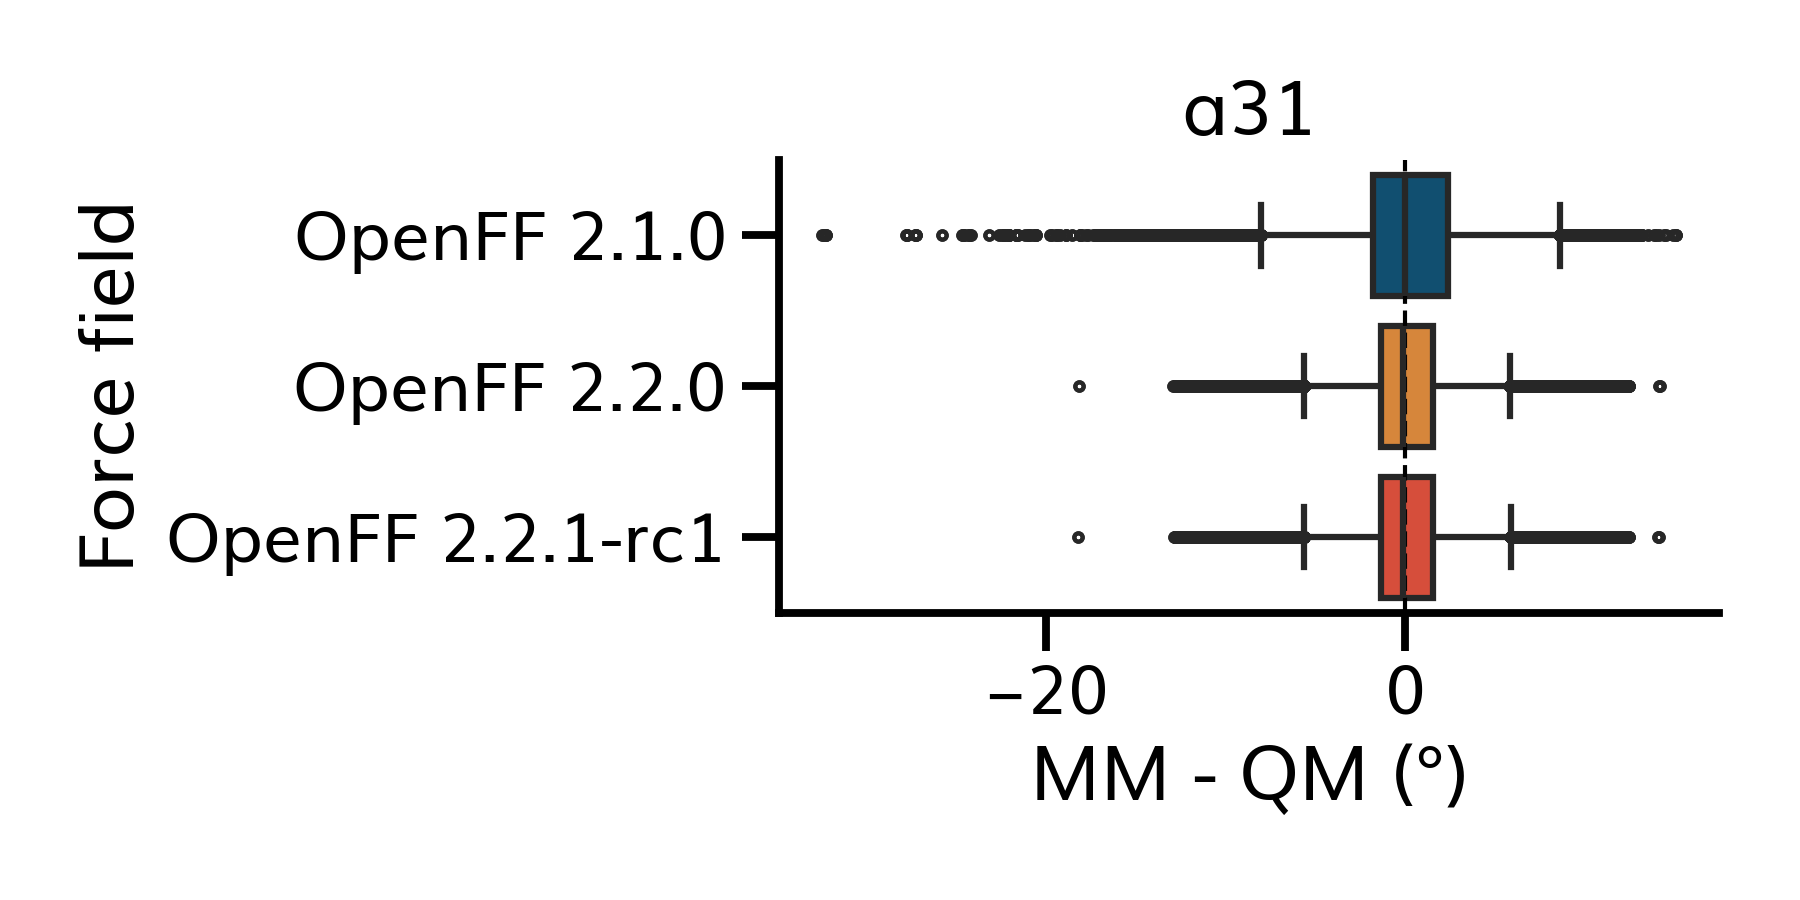 a31
Force field
OpenFF 2.1.0
OpenFF 2.2.0
OpenFF 2.2.1-rc1
−20
0
MM - QM (°)